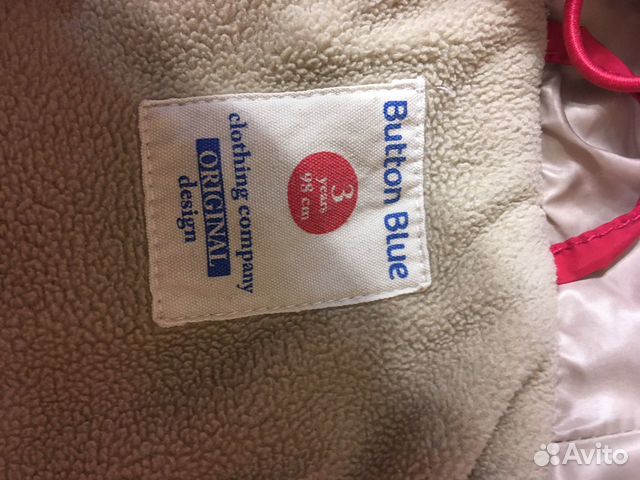 Button Blue
3
years
98 cm
clothing company
ORIGINAL
design
Avito